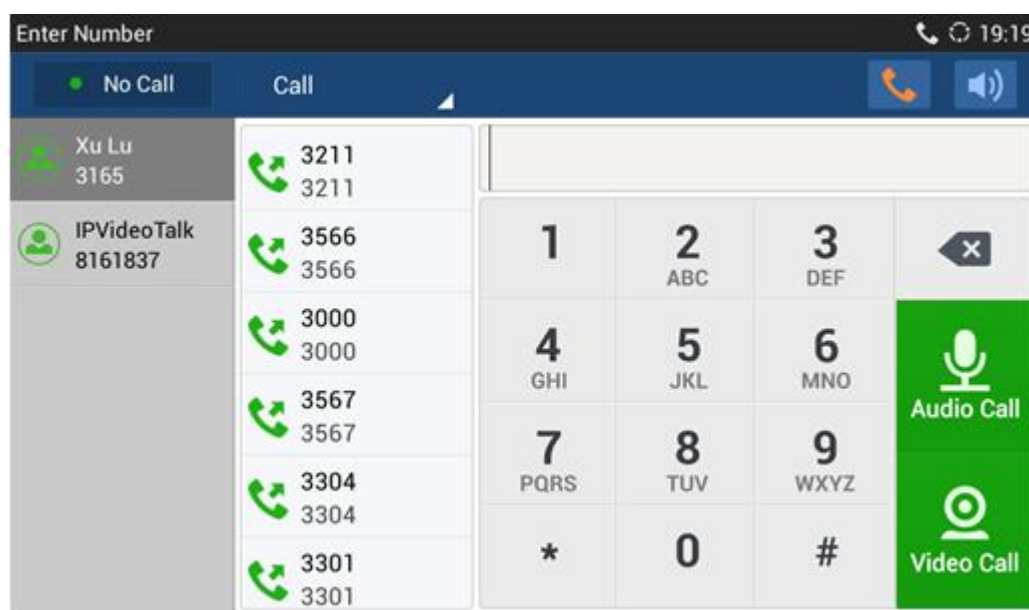 Enter Number
19:19
No Call
Call
Xu Lu
3165
IPVideoTalk
8161837
3211
3211
3566
3566
3000
3000
3567
3567
3304
3304
3301
3301
1
2
ABC
3
DEF
4
GHI
5
JKL
6
MNO
Audio Call
7
PQRS
8
TUV
9
WXYZ
*
0
#
Video Call